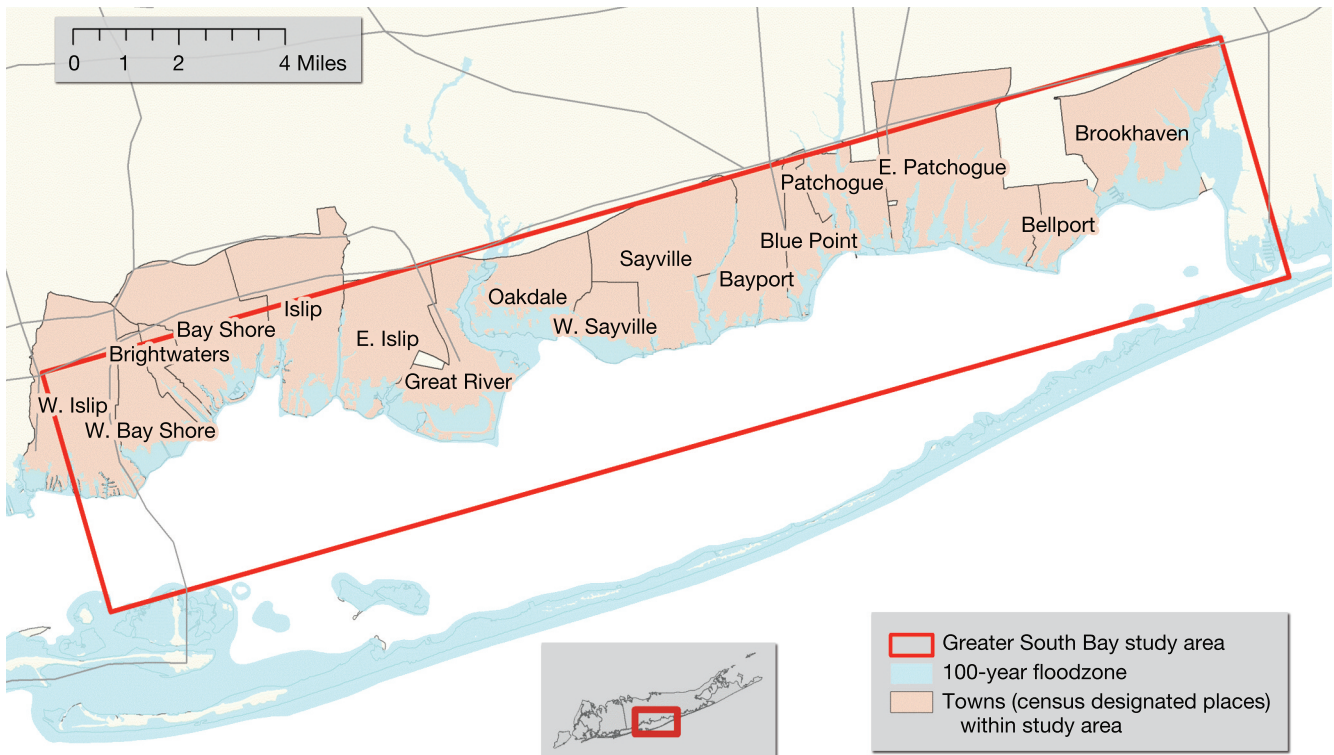 0 1 2 4 Miles
Brookhaven
E. Patchogue
Patchogue
Bellport
Blue Point
Sayville
Bayport
Oakdale
W. Sayville
Islip
Bay Shore
E. Islip
Brightwaters
Great River
W. Islip
W. Bay Shore
Greater South Bay study area
100-year floodzone
Towns (census designated places)
within study area